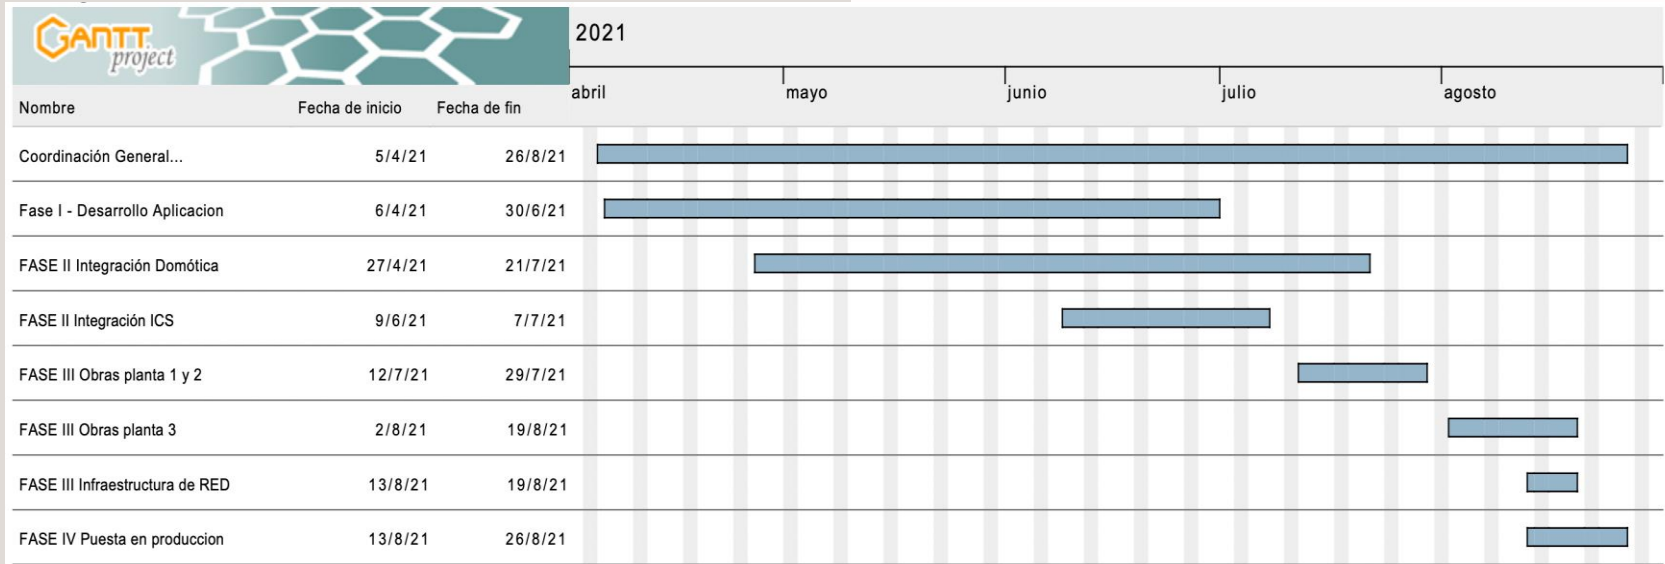 GANTT
project
2021
abril mayo junio julio agosto
Nombre Fecha de inicio Fecha de fin
Coordinación General... 5/4/21 26/8/21
Fase I - Desarrollo Aplicacion 6/4/21 30/6/21
FASE II Integración Domótica 27/4/21 21/7/21
FASE II Integración ICS 9/6/21 7/7/21
FASE III Obras planta 1 y 2 12/7/21 29/7/21
FASE III Obras planta 3 2/8/21 19/8/21
FASE III Infraestructura de RED 13/8/21 19/8/21
FASE IV Puesta en produccion 13/8/21 26/8/21